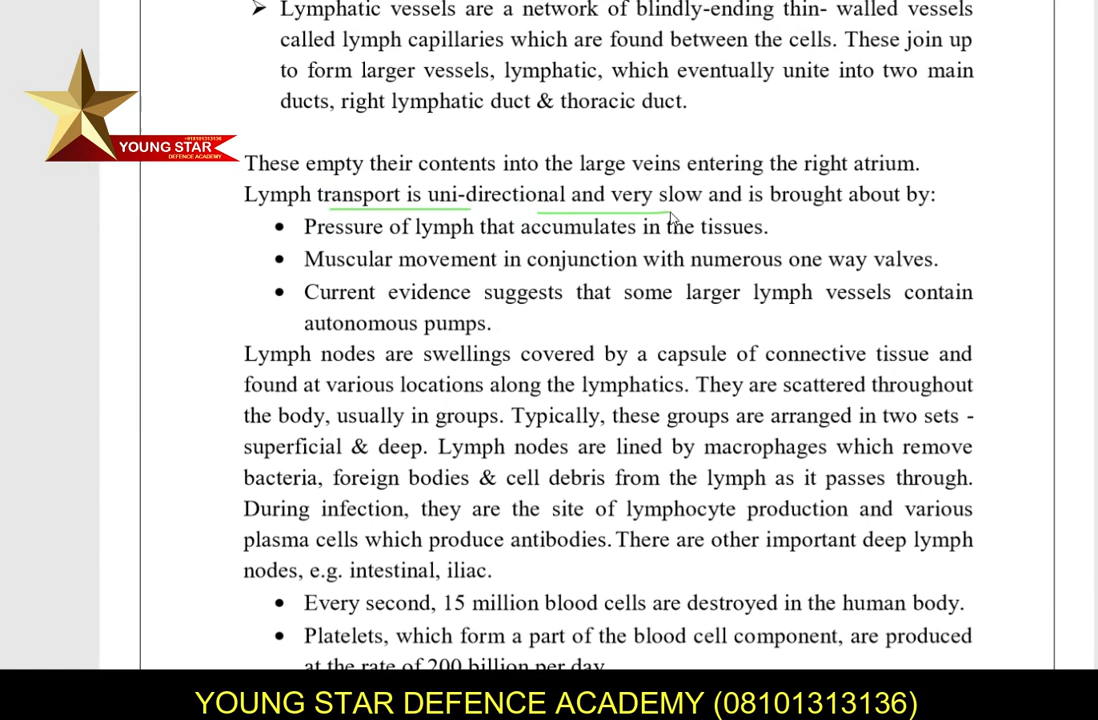 ➢ Lymphatic vessels are a network of blindly-ending thin- walled vessels
called lymph capillaries which are found between the cells. These join up
to form larger vessels, lymphatic, which eventually unite into two main
ducts, right lymphatic duct & thoracic duct.
+918101313136
YOUNG STAR
DEFENCE ACADEMY
These empty their contents into the large veins entering the right atrium.
Lymph transport is uni-directional and very slow and is brought about by:
• Pressure of lymph that accumulates in the tissues.
• Muscular movement in conjunction with numerous one way valves.
• Current evidence suggests that some larger lymph vessels contain
autonomous pumps.
Lymph nodes are swellings covered by a capsule of connective tissue and
found at various locations along the lymphatics. They are scattered throughout
the body, usually in groups. Typically, these groups are arranged in two sets -
superficial & deep. Lymph nodes are lined by macrophages which remove
bacteria, foreign bodies & cell debris from the lymph as it passes through.
During infection, they are the site of lymphocyte production and various
plasma cells which produce antibodies. There are other important deep lymph
nodes, e.g. intestinal, iliac.
• Every second, 15 million blood cells are destroyed in the human body.
• Platelets, which form a part of the blood cell component, are produced
at the rate of 200 billion per day
YOUNG STAR DEFENCE ACADEMY (08101313136)